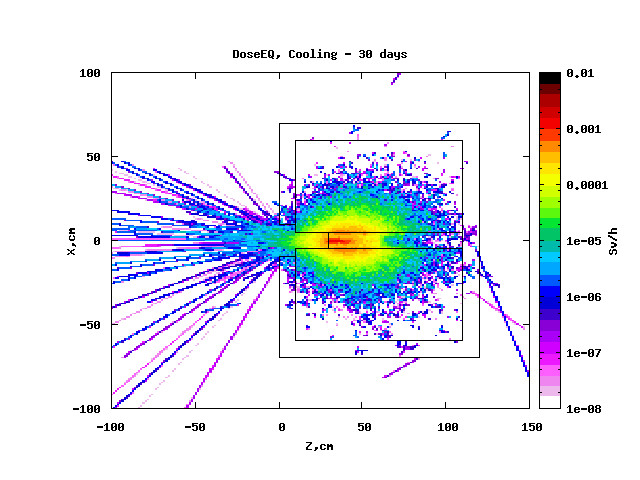 DoseEQ, Cooling - 30 days
100
50
0
-50
-100
X,cm
-100
-50
0
50
100
150
Z,cm
0.01
0.001
0.0001
1e-05
1e-06
1e-07
1e-08
Sv/h